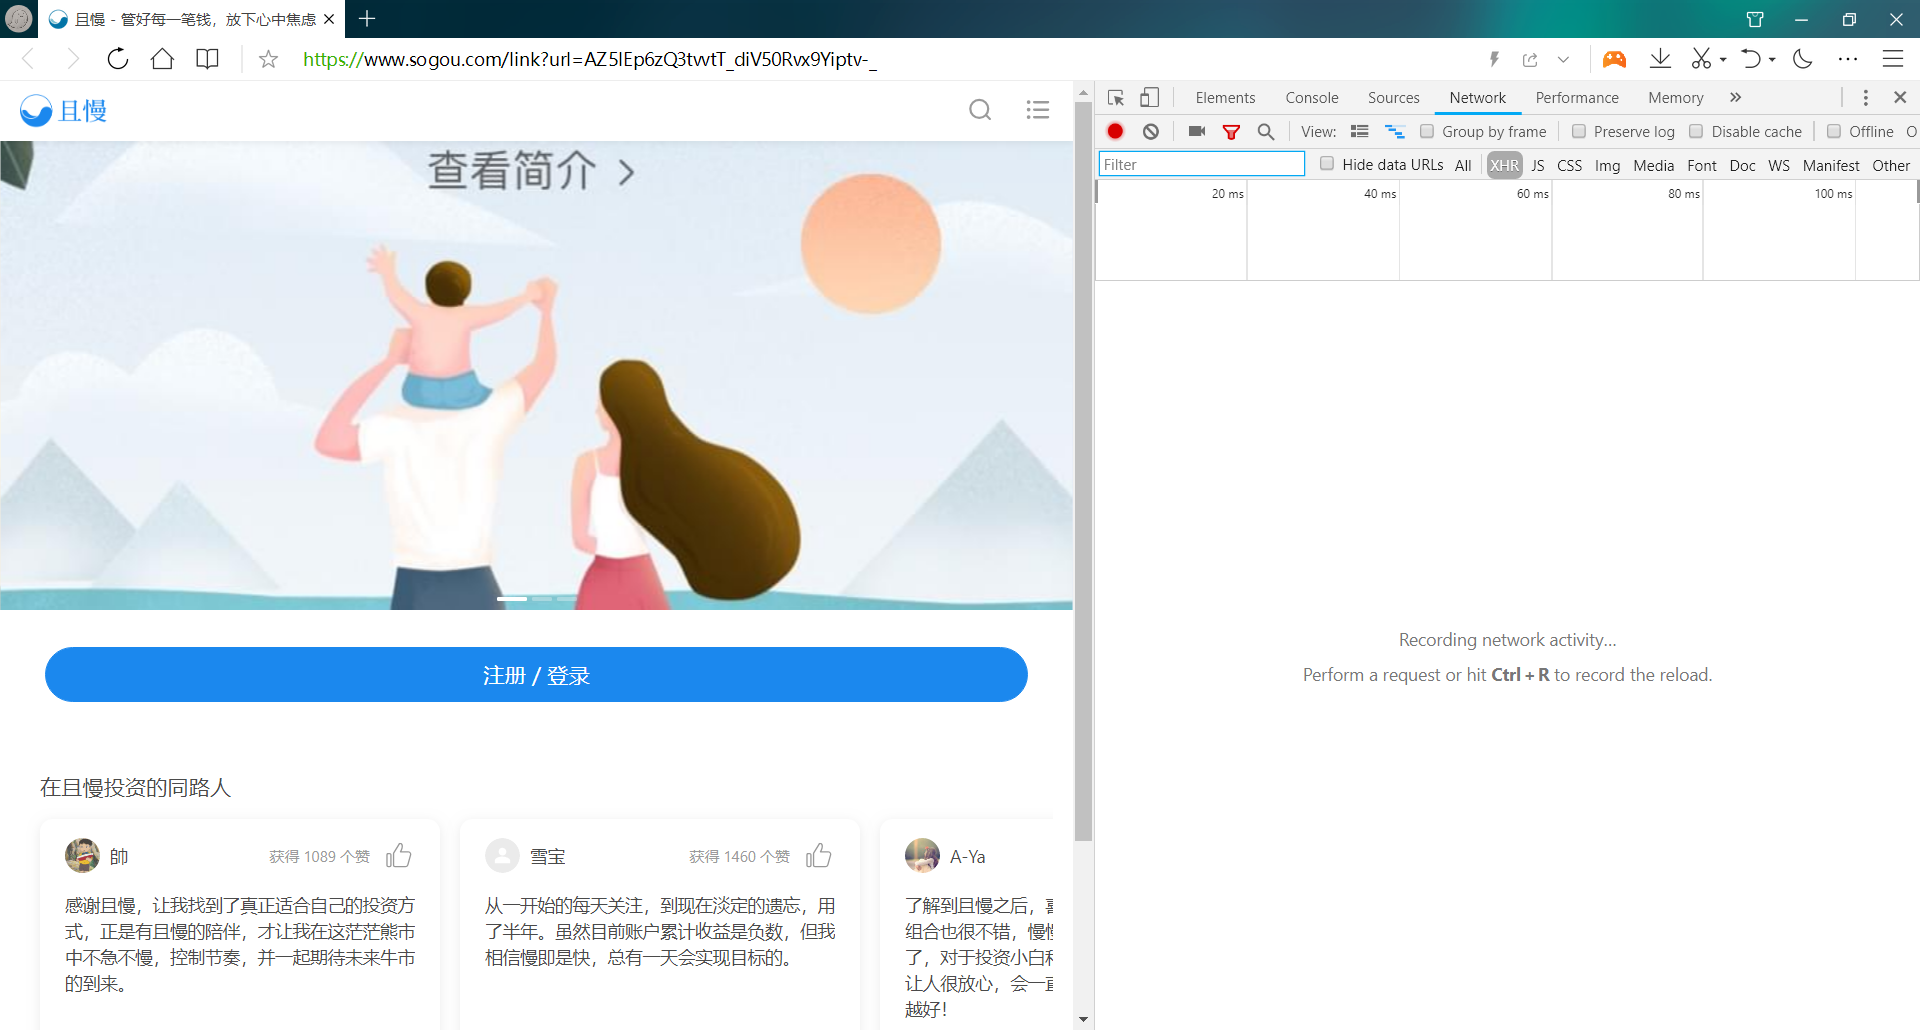 且慢 - 管好每一笔钱，放下心中焦虑
https://www.sogou.com/link?url=AZ5lEp6zQ3tvvtT_diV50Rvx9Yiptv-_
且慢
查看简介
注册 / 登录
在且慢投资的同路人
帥 获得 1089 个赞
感谢且慢，让我找到了真正适合自己的投资方
式，正是有且慢的陪伴，才让我在这茫茫熊市
中不急不慢，控制节奏，并一起期待未来牛市
的到来。
雪宝 获得 1460 个赞
从一开始的每天关注，到现在淡定的遗忘，用
了半年。虽然目前账户累计收益是负数，但我
相信慢即是快，总有一天会实现目标的。
A-Ya
了解到且慢之后，喜
组合也很不错，慢慢
了，对于投资小白和
让人很放心，会一直
越好！
Elements Console Sources Network Performance Memory
View: Group by frame Preserve log Disable cache Offline O
Filter Hide data URLs All XHR JS CSS Img Media Font Doc WS Manifest Other
20 ms 40 ms 60 ms 80 ms 100 ms
Recording network activity...
Perform a request or hit Ctrl + R to record the reload.